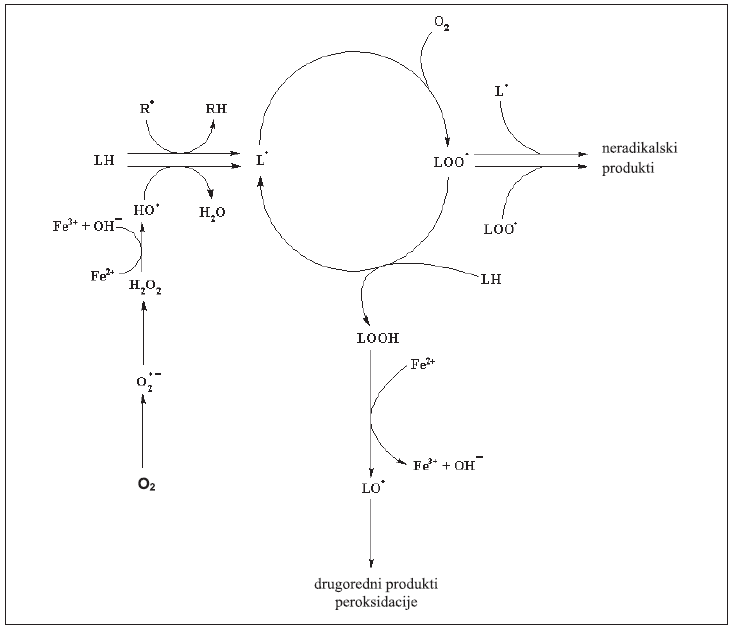 O₂
L•
R• RH
neradikalski
LH L• LOO•
produkti
HO• H₂O
Fe³⁺ + OH⁻
LOO•
Fe²⁺
H₂O₂
LH
LOOH
Fe²⁺
O₂•⁻
Fe³⁺ + OH⁻
O₂
LO•
drugoredni produkti
peroksidacije